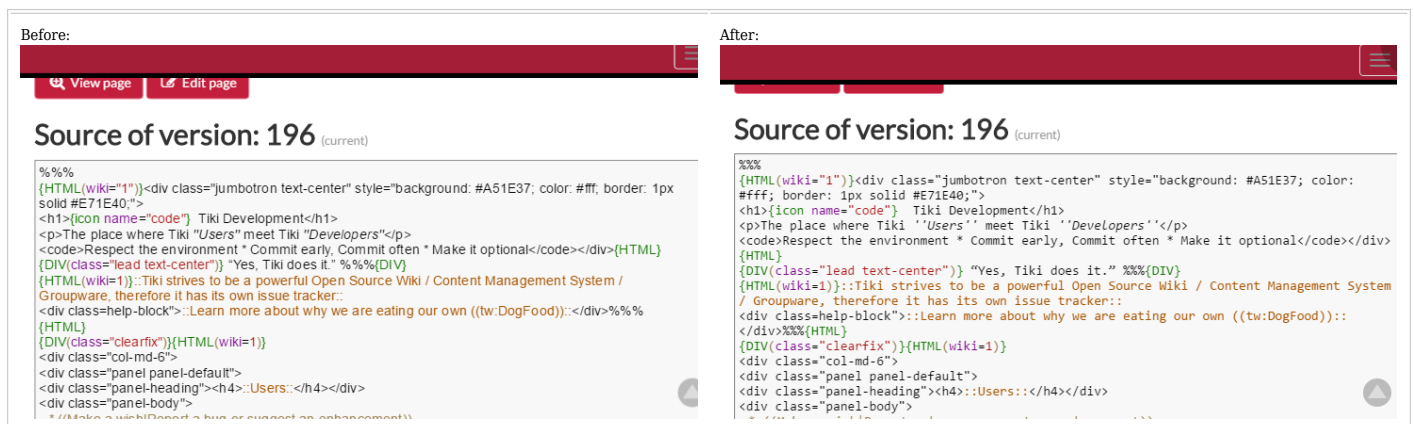 Before:
View page Edit page
Source of version: 196 (current)
%%%
{HTML(wiki="1")}<div class="jumbotron text-center" style="background: #A51E37; color: #fff; border: 1px
solid #E71E40;">
<h1>{icon name="code"}  Tiki Development</h1>
<p>The place where Tiki ''Users'' meet Tiki ''Developers''</p>
<code>Respect the environment * Commit early, Commit often * Make it optional</code></div>{HTML}
{DIV(class="lead text-center")} “Yes, Tiki does it.” %%%{DIV}
{HTML(wiki=1)}::Tiki strives to be a powerful Open Source Wiki / Content Management System /
Groupware, therefore it has its own issue tracker::
<div class=help-block">::Learn more about why we are eating our own ((tw:DogFood))::</div>%%%
{HTML}
{DIV(class="clearfix")}{HTML(wiki=1)}
<div class="col-md-6">
<div class="panel panel-default">
<div class="panel-heading"><h4>::Users::</h4></div>
<div class="panel-body">
* ((Make a wish|Report a bug or suggest an enhancement))
After:
Source of version: 196 (current)
%%%
{HTML(wiki="1")}<div class="jumbotron text-center" style="background: #A51E37; color:
#fff; border: 1px solid #E71E40;">
<h1>{icon name="code"}  Tiki Development</h1>
<p>The place where Tiki ''Users'' meet Tiki ''Developers''</p>
<code>Respect the environment * Commit early, Commit often * Make it optional</code></div>
{HTML}
{DIV(class="lead text-center")} “Yes, Tiki does it.” %%%{DIV}
{HTML(wiki=1)}::Tiki strives to be a powerful Open Source Wiki / Content Management System
/ Groupware, therefore it has its own issue tracker::
<div class=help-block">::Learn more about why we are eating our own ((tw:DogFood))::
</div>%%%{HTML}
{DIV(class="clearfix")}{HTML(wiki=1)}
<div class="col-md-6">
<div class="panel panel-default">
<div class="panel-heading"><h4>::Users::</h4></div>
<div class="panel-body">